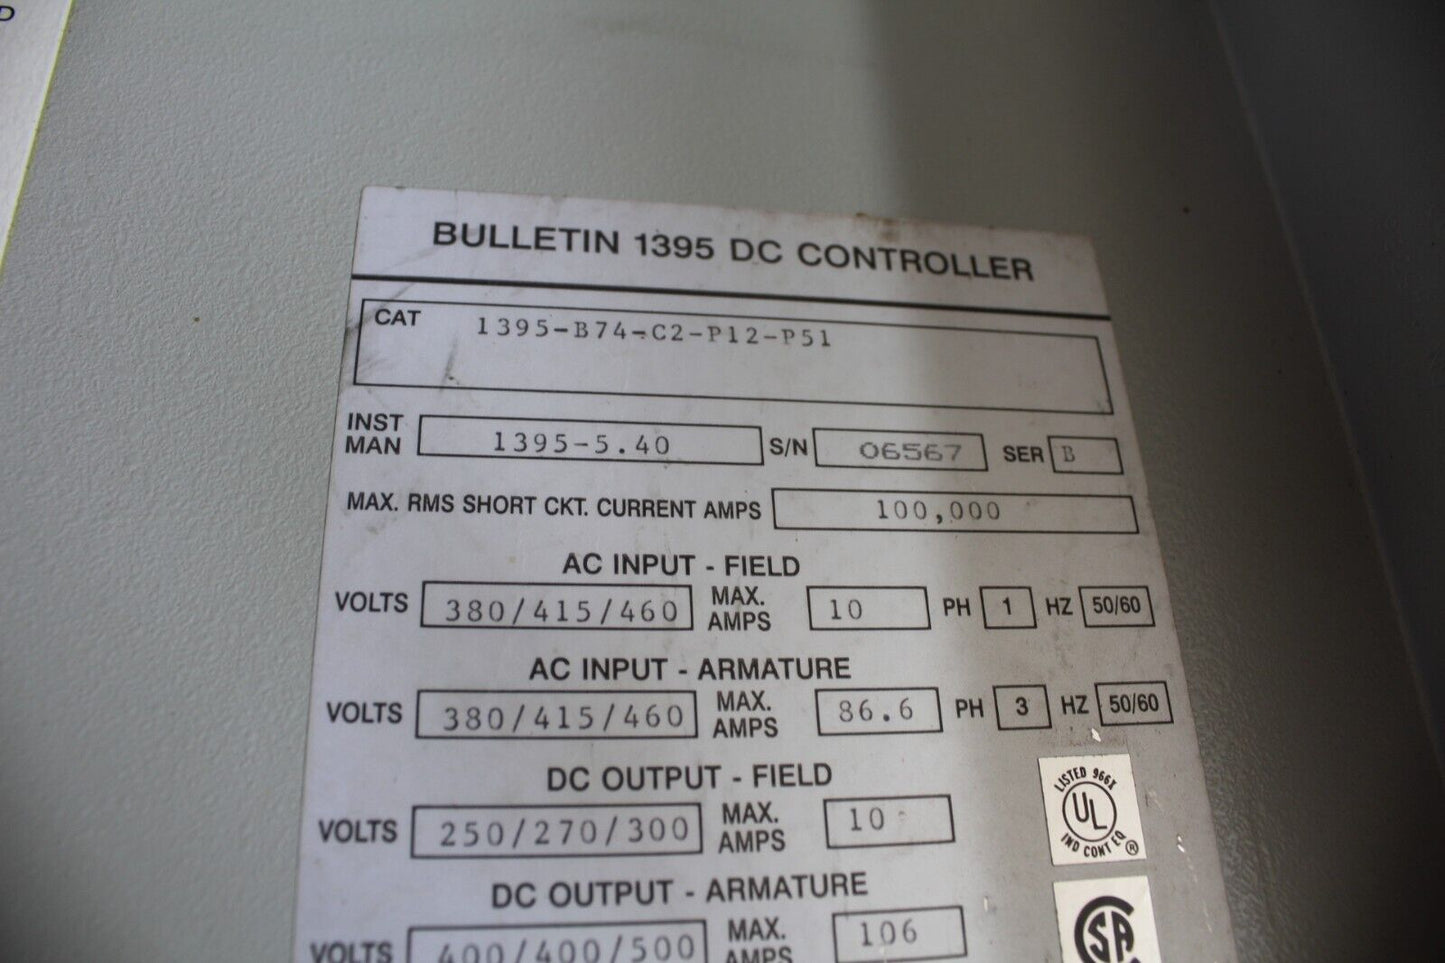 D
BULLETIN 1395 DC CONTROLLER
CAT 1395-B74-C2-P12-P51
INST MAN 1395-5.40 S/N 06567 SER B
MAX. RMS SHORT CKT. CURRENT AMPS 100,000
AC INPUT - FIELD
VOLTS 380/415/460 MAX. AMPS 10 PH 1 HZ 50/60
AC INPUT - ARMATURE
VOLTS 380/415/460 MAX. AMPS 86.6 PH 3 HZ 50/60
DC OUTPUT - FIELD
VOLTS 250/270/300 MAX. AMPS 10
LISTED 966X
UL
IND CONT EQ ®
DC OUTPUT - ARMATURE
VOLTS 400/400/500 MAX. AMPS 106
SA